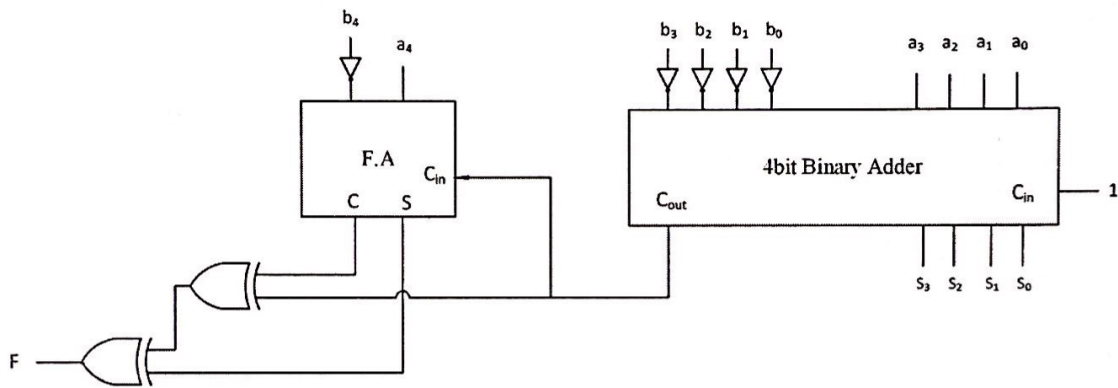 b₄
a₄
b₃ b₂ b₁ b₀
a₃ a₂ a₁ a₀
F.A
Cᵢₙ
C S
4bit Binary Adder
Cₒᵤₜ
Cᵢₙ
1
S₃ S₂ S₁ S₀
F